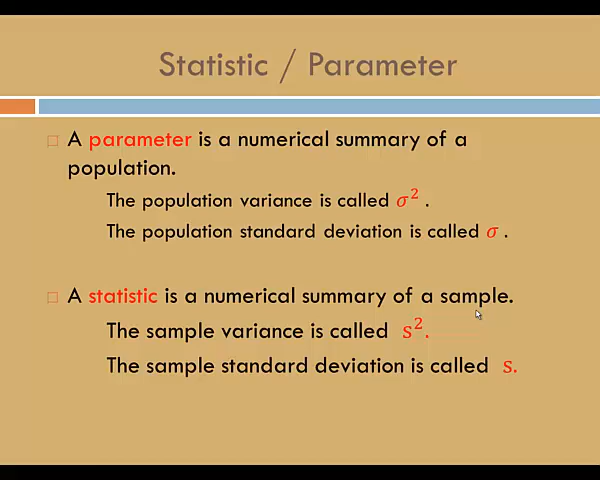 Statistic / Parameter
A parameter is a numerical summary of a
population.
The population variance is called σ² .
The population standard deviation is called σ .
A statistic is a numerical summary of a sample.
The sample variance is called s².
The sample standard deviation is called s.